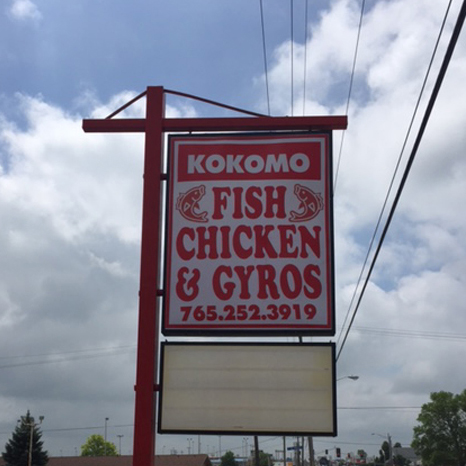 KOKOMO
FISH
CHICKEN
& GYROS
765.252.3919